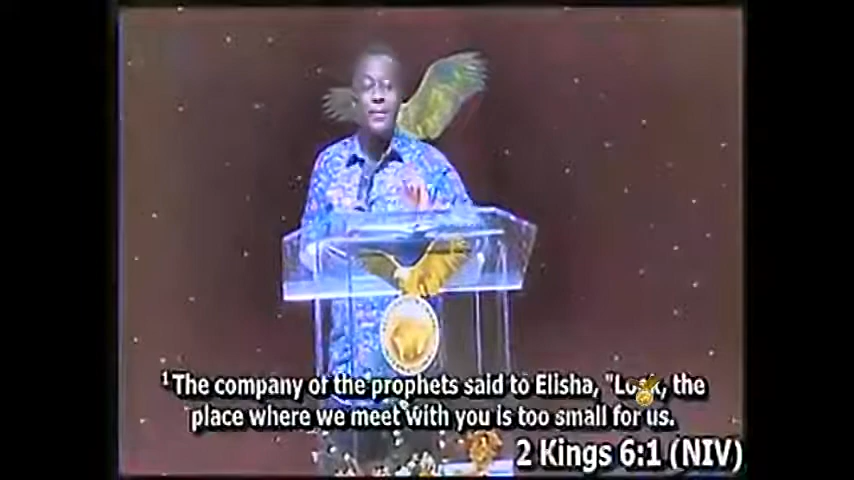 ¹The company of the prophets said to Elisha, "Look, the
place where we meet with you is too small for us.
2 Kings 6:1 (NIV)